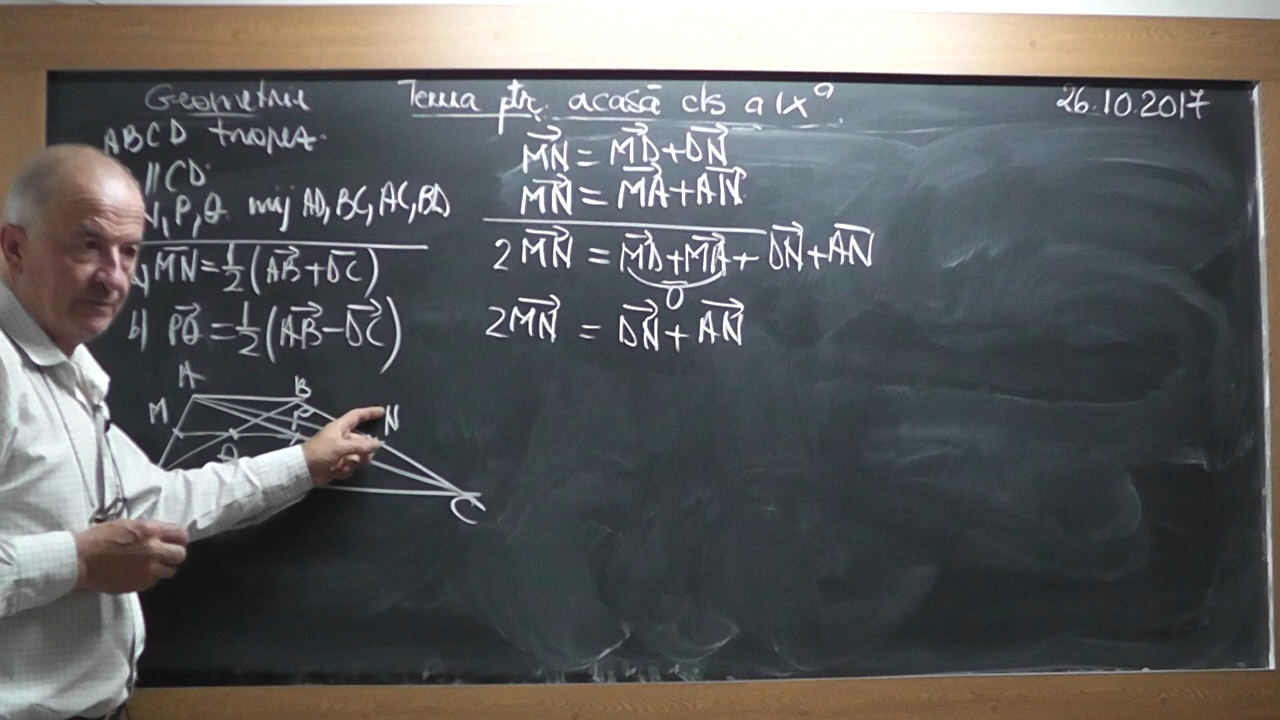 Geometrie
Tema ptr. acasă cls a IX^a
26.10.2017
ABCD trapez.
|| CD.
N, P, Q mij AD, BC, AC, BD
) MN = 1/2 (AB + DC)
b) PQ = 1/2 (AB - DC)
A B
M P N
Q
C
MN = MD + DN
MN = MA + AN
2 MN = MD + MA + DN + AN
0
2MN = DN + AN